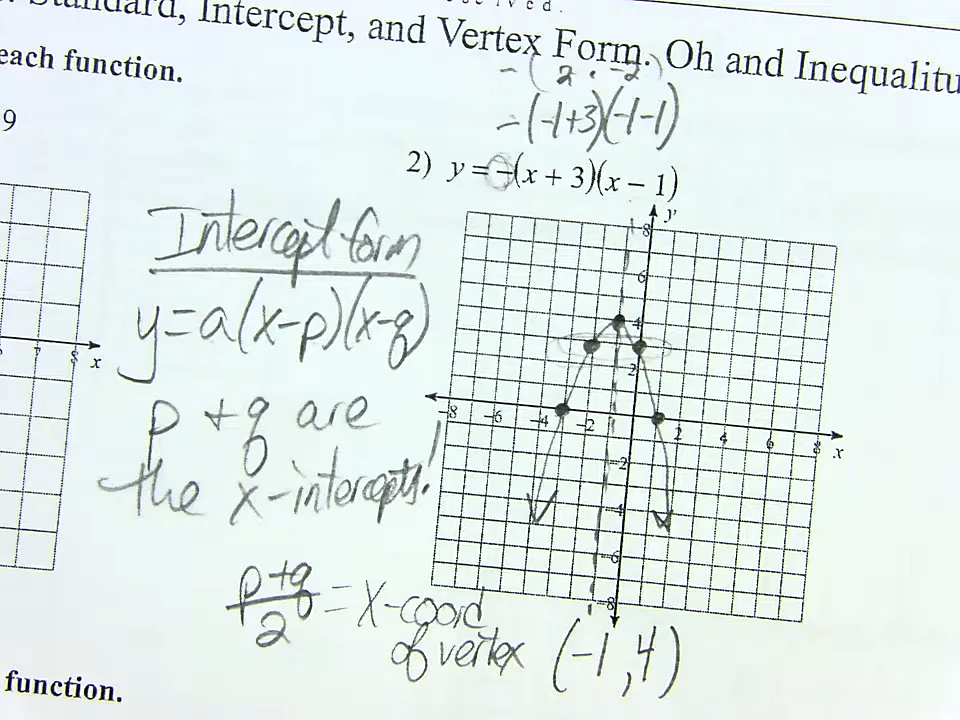 Standard, Intercept, and Vertex Form. Oh and Inequalitu
each function.
9
-(2 · -2)
= -(-1+3)(-1-1)
2) y = -(x + 3)(x − 1)
Intercept form
y=a(x-p)(x-q)
p + q are
the x-intercepts!
p+q/2 = x-coord
of vertex (-1,4)
y
8
6
4
2
-8 -6 -4 -2 2 4 6 8 x
-2
-4
-6
-8
7 8 x
function.